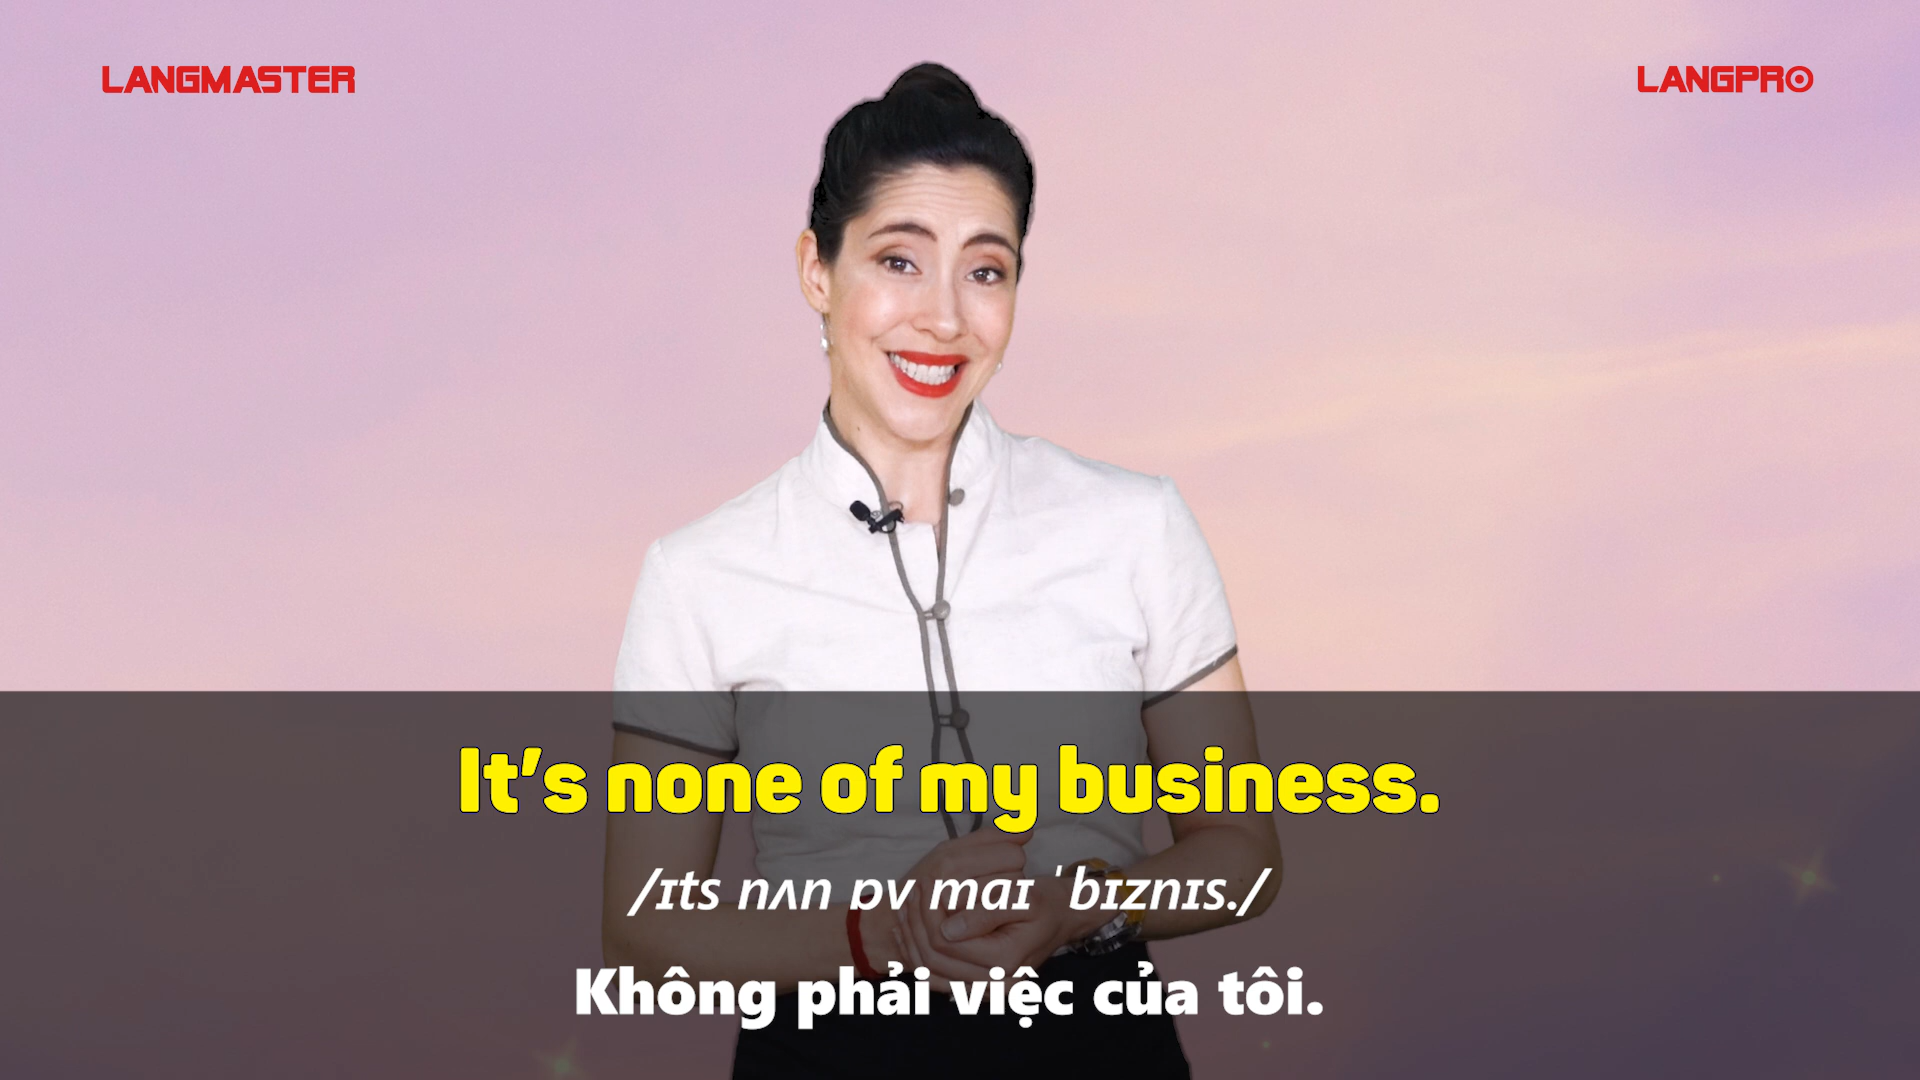 LANGMASTER
LANGPRO
It's none of my business.
/ɪts nʌn ɒv maɪ ˈbɪznɪs./
Không phải việc của tôi.